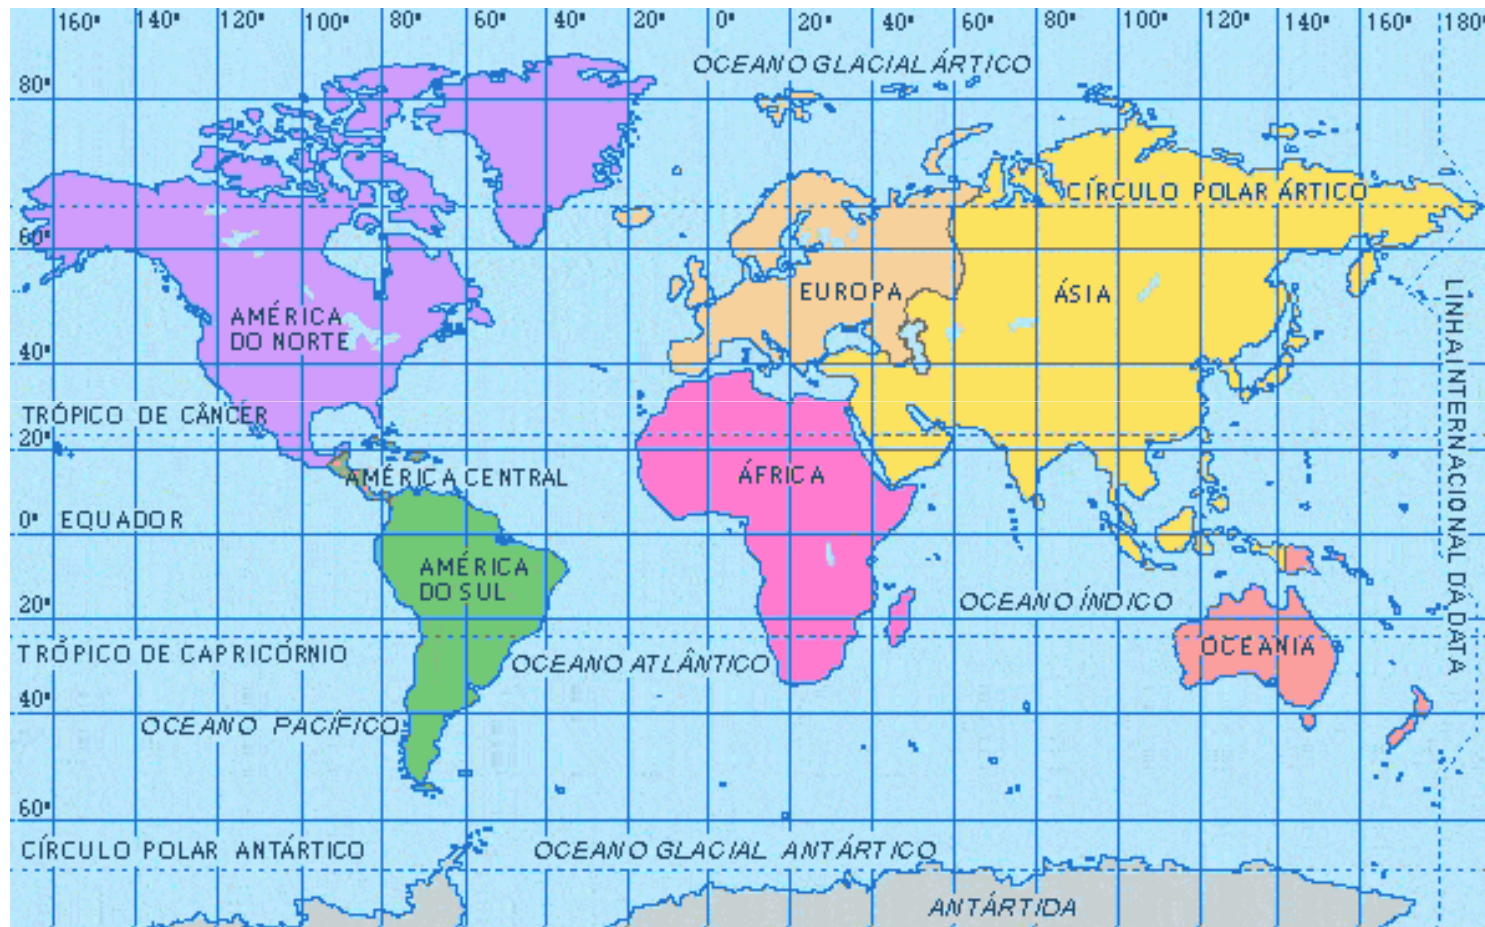 160° 140° 120° 100° 80° 60° 40° 20° 0° 20° 40° 60° 80° 100° 120° 140° 160° 180°
OCEANO GLACIAL ÁRTICO
80°
CÍRCULO POLAR ÁRTICO
60°
EUROPA
ÁSIA
AMÉRICA
DO NORTE
LINHA INTERNACIONAL DA DATA
40°
TRÓPICO DE CÂNCER
20°
AMÉRICA CENTRAL
ÁFRICA
0° EQUADOR
AMÉRICA
DO SUL
20°
OCEANO ÍNDICO
TRÓPICO DE CAPRICÓRNIO
OCEANO ATLÂNTICO
OCEANIA
40°
OCEANO PACÍFICO
60°
CÍRCULO POLAR ANTÁRTICO
OCEANO GLACIAL ANTÁRTICO
ANTÁRTIDA